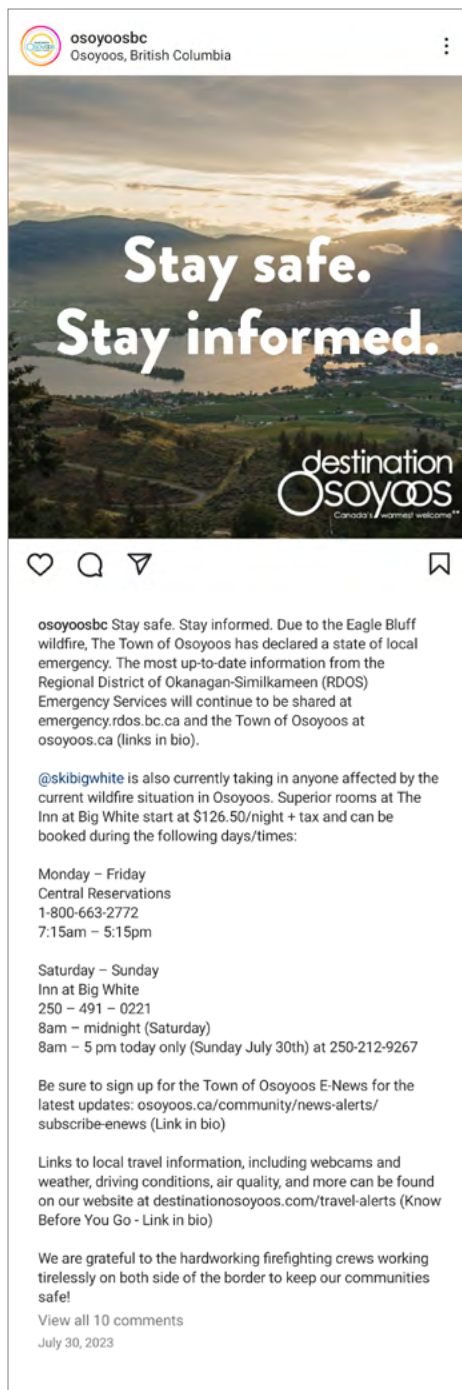 osoyoosbc
Osoyoos, British Columbia
Stay safe.
Stay informed.
destination
Osoyoos
Canada's warmest welcome
osoyoosbc Stay safe. Stay informed. Due to the Eagle Bluff
wildfire, The Town of Osoyoos has declared a state of local
emergency. The most up-to-date information from the
Regional District of Okanagan-Similkameen (RDOS)
Emergency Services will continue to be shared at
emergency.rdos.bc.ca and the Town of Osoyoos at
osoyoos.ca (links in bio).
@skibigwhite is also currently taking in anyone affected by the
current wildfire situation in Osoyoos. Superior rooms at The
Inn at Big White start at $126.50/night + tax and can be
booked during the following days/times:
Monday – Friday
Central Reservations
1-800-663-2772
7:15am – 5:15pm
Saturday – Sunday
Inn at Big White
250 – 491 – 0221
8am – midnight (Saturday)
8am – 5 pm today only (Sunday July 30th) at 250-212-9267
Be sure to sign up for the Town of Osoyoos E-News for the
latest updates: osoyoos.ca/community/news-alerts/
subscribe-enews (Link in bio)
Links to local travel information, including webcams and
weather, driving conditions, air quality, and more can be found
on our website at destinationosoyoos.com/travel-alerts (Know
Before You Go - Link in bio)
We are grateful to the hardworking firefighting crews working
tirelessly on both side of the border to keep our communities
safe!
View all 10 comments
July 30, 2023